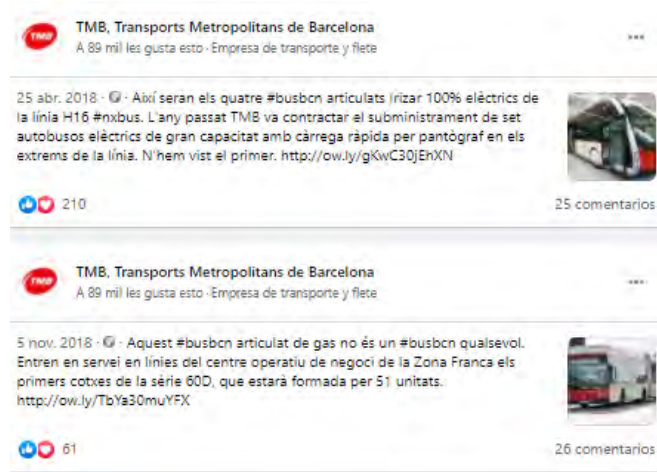 TMB
TMB, Transports Metropolitans de Barcelona
A 89 mil les gusta esto · Empresa de transporte y flete
25 abr. 2018 · Així seran els quatre #busbcn articulats Irizar 100% elèctrics de
la línia H16 #nxbus. L'any passat TMB va contractar el subministrament de set
autobusos elèctrics de gran capacitat amb càrrega ràpida per pantògraf en els
extrems de la línia. N'hem vist el primer. http://ow.ly/gKwC30jEhXN
210
25 comentarios
TMB
TMB, Transports Metropolitans de Barcelona
A 89 mil les gusta esto · Empresa de transporte y flete
5 nov. 2018 · Aquest #busbcn articulat de gas no és un #busbcn qualsevol.
Entren en servei en línies del centre operatiu de negoci de la Zona Franca els
primers cotxes de la sèrie 60D, que estarà formada per 51 unitats.
http://ow.ly/TbYa30muYFX
61
26 comentarios